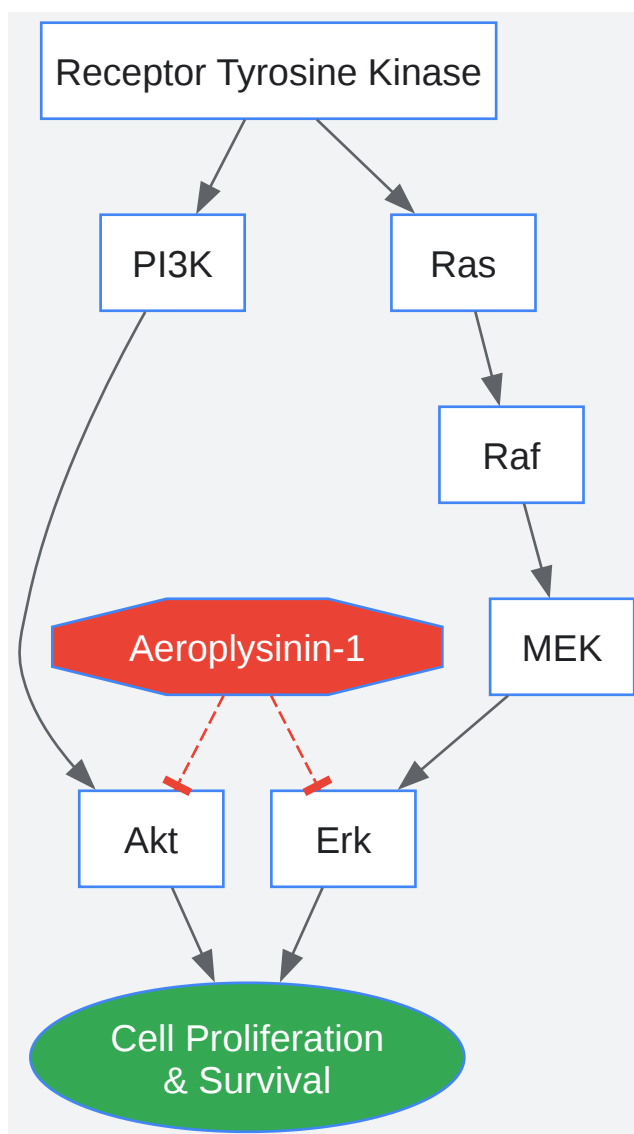 Receptor Tyrosine Kinase
PI3K
Ras
Raf
Aeroplysinin-1
MEK
Akt
Erk
Cell Proliferation
& Survival